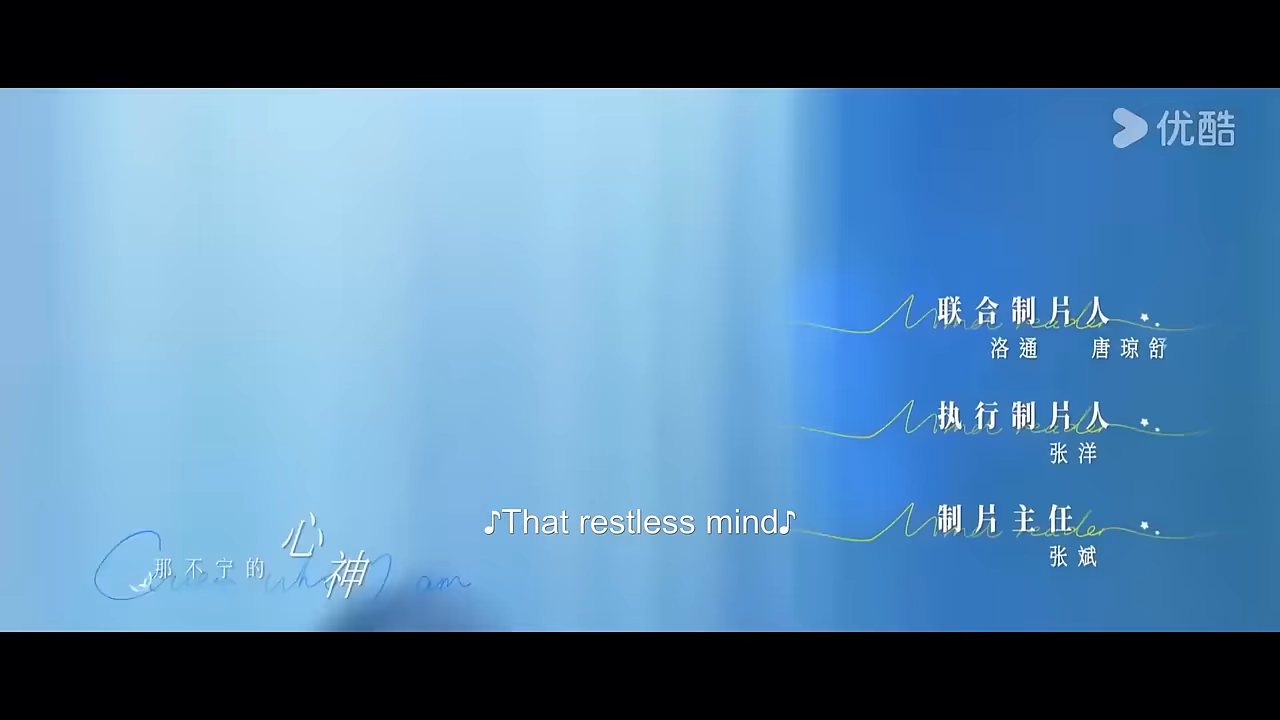 优酷
联合制片人
洛通 唐琼舒
执行制片人
张洋
制片主任
张斌
♪That restless mind♪
那不宁的心神